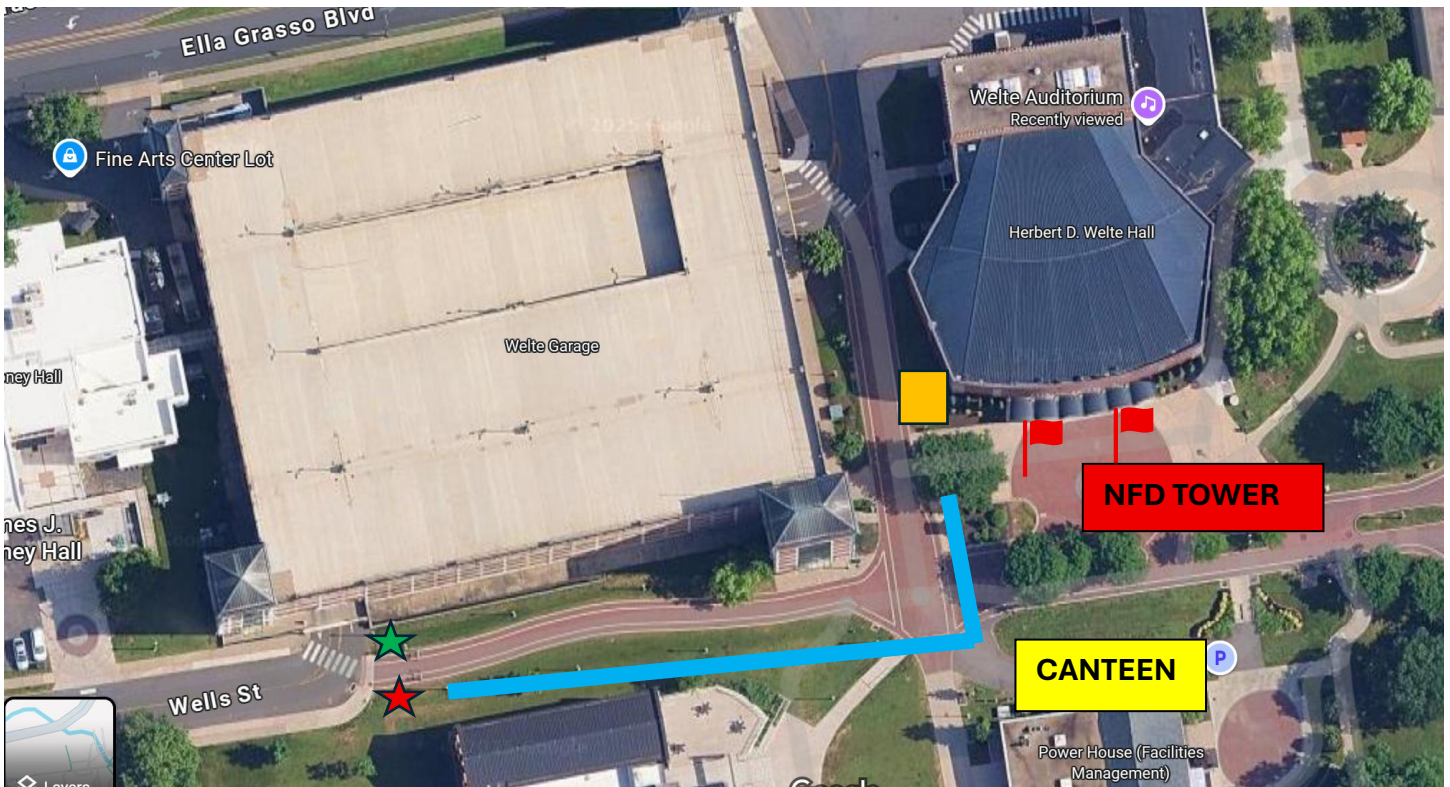 Ella Grasso Blvd
Welte Auditorium
Recently viewed
Fine Arts Center Lot
Herbert D. Welte Hall
Welte Garage
ney Hall
NFD TOWER
nes J.
ney Hall
CANTEEN
P
Wells St
Power House (Facilities
Management)
Google
Layers